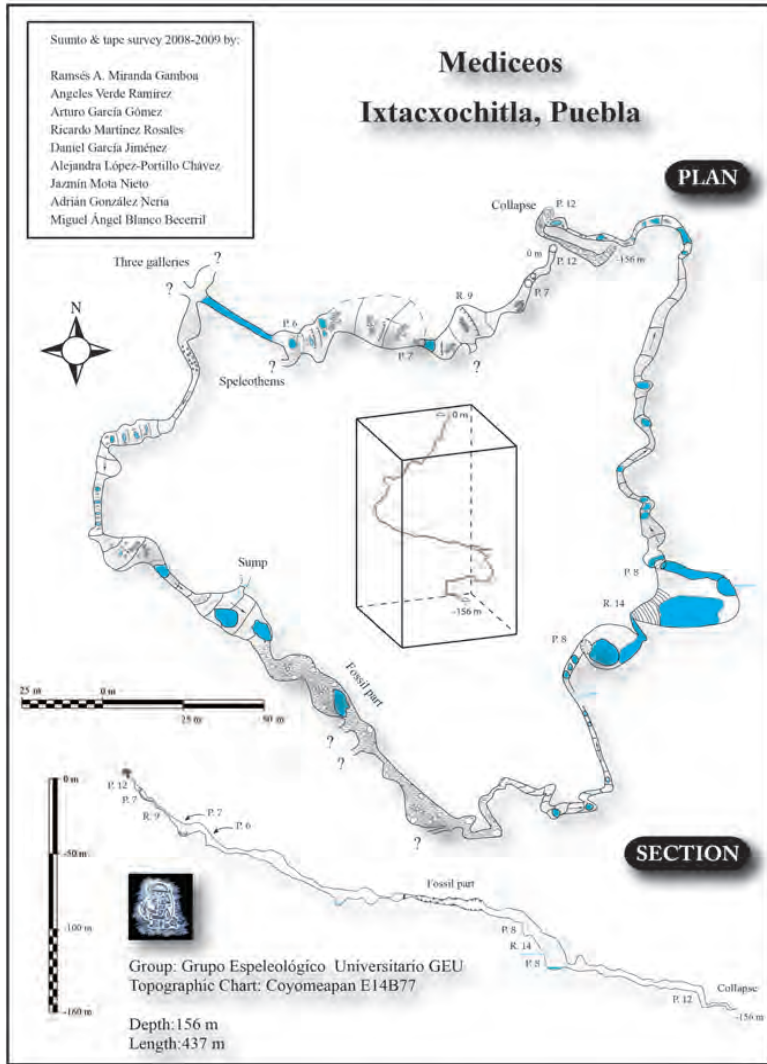 Suunto & tape survey 2008-2009 by:
Ramsés A. Miranda Gamboa
Angeles Verde Ramírez
Arturo García Gómez
Ricardo Martínez Rosales
Daniel García Jiménez
Alejandra López-Portillo Chávez
Jazmín Mota Nieto
Adrián González Neria
Miguel Ángel Blanco Becerril
Mediceos
Ixtacxochitla, Puebla
PLAN
Collapse
P. 12
0 m
P. 12
-156 m
Three galleries
?
?
?
P. 7
R. 9
P. 6
P. 7
?
?
Speleothems
N
0 m
-156 m
P. 8
R. 14
P. 8
Sump
Fossil part
?
?
?
25 m
0 m
25 m
50 m
SECTION
0 m
-50 m
-100 m
-160 m
P. 12
P. 7
R. 9
P. 7
P. 6
Fossil part
P. 8
R. 14
P. 8
P. 12
Collapse
-156 m
Group: Grupo Espeleológico Universitario GEU
Topographic Chart: Coyomeapan E14B77
Depth:156 m
Length:437 m